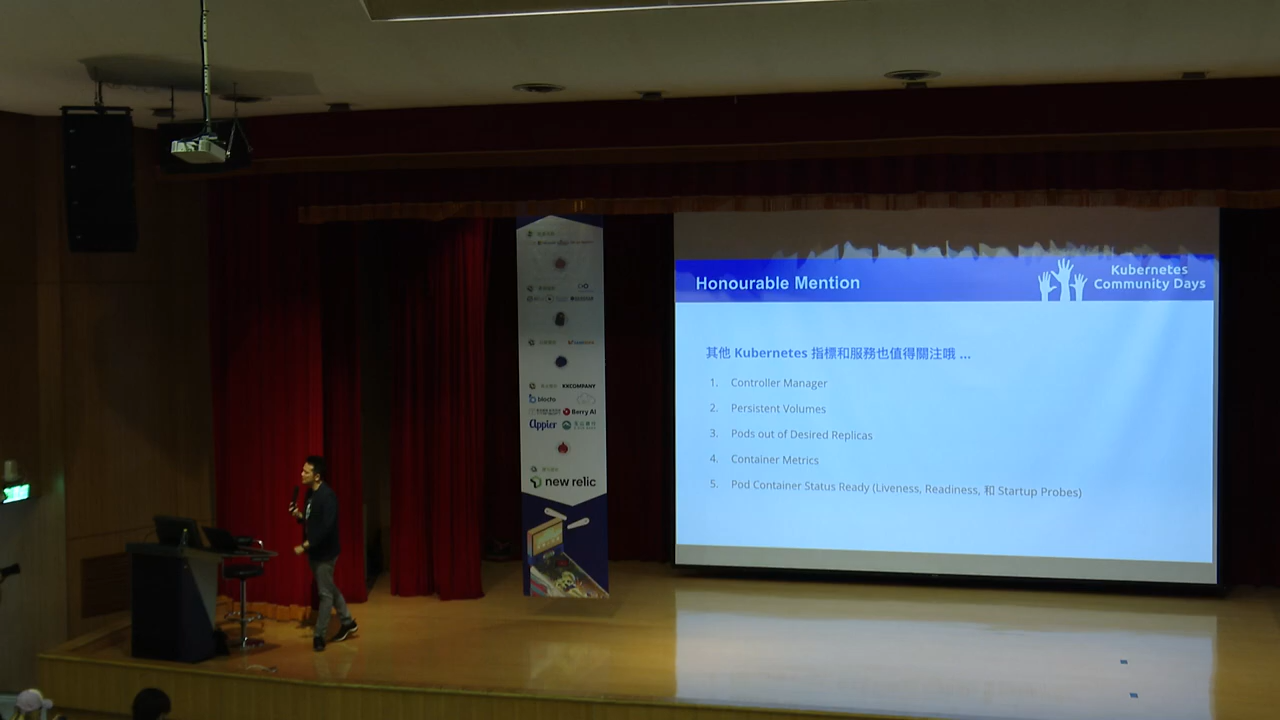 Honourable Mention
Kubernetes
Community Days
其他 Kubernetes 指標和服務也值得關注哦 ...
1. Controller Manager
2. Persistent Volumes
3. Pods out of Desired Replicas
4. Container Metrics
5. Pod Container Status Ready (Liveness, Readiness, 和 Startup Probes)
KKCOMPANY
blocto
Berry AI
appier
new relic